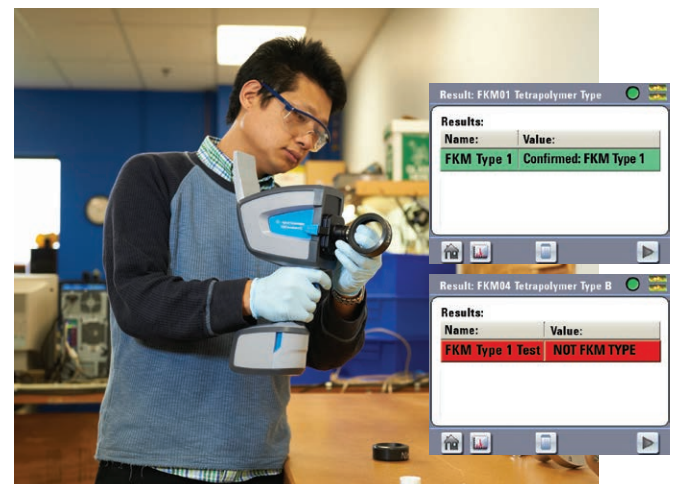 Result: FKM01 Tetrapolymer Type
Results:
Name: Value:
FKM Type 1 Confirmed: FKM Type 1
Result: FKM04 Tetrapolymer Type B
Results:
Name: Value:
FKM Type 1 Test NOT FKM TYPE